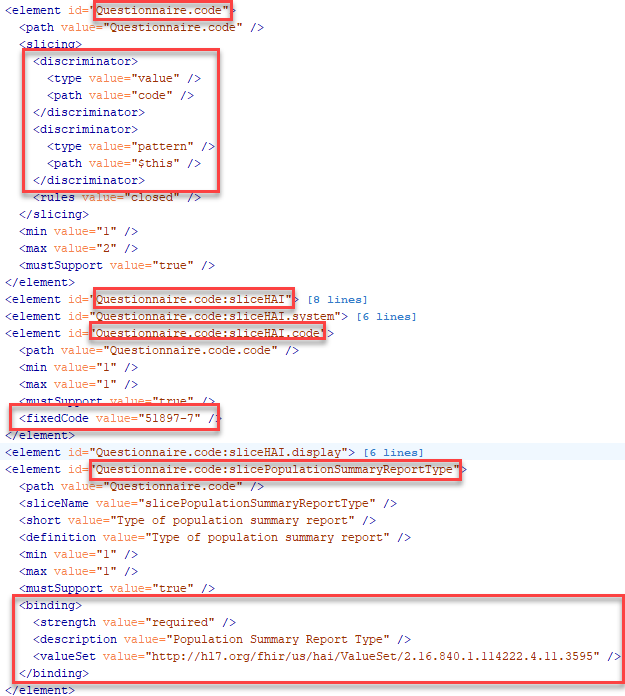 <element id="Questionnaire.code">
<path value="Questionnaire.code" />
<slicing>
<discriminator>
<type value="value" />
<path value="code" />
</discriminator>
<discriminator>
<type value="pattern" />
<path value="$this" />
</discriminator>
<rules value="closed" />
</slicing>
<min value="1" />
<max value="2" />
<mustSupport value="true" />
</element>
<element id="Questionnaire.code:sliceHAI"> [8 lines]
<element id="Questionnaire.code:sliceHAI.system"> [6 lines]
<element id="Questionnaire.code:sliceHAI.code">
<path value="Questionnaire.code.code" />
<min value="1" />
<max value="1" />
<mustSupport value="true" />
<fixedCode value="51897-7" />
</element>
<element id="Questionnaire.code:sliceHAI.display"> [6 lines]
<element id="Questionnaire.code:slicePopulationSummaryReportType">
<path value="Questionnaire.code" />
<sliceName value="slicePopulationSummaryReportType" />
<short value="Type of population summary report" />
<definition value="Type of population summary report" />
<min value="1" />
<max value="1" />
<mustSupport value="true" />
<binding>
<strength value="required" />
<description value="Population Summary Report Type" />
<valueSet value="http://hl7.org/fhir/us/hai/ValueSet/2.16.840.1.114222.4.11.3595" />
</binding>
</element>